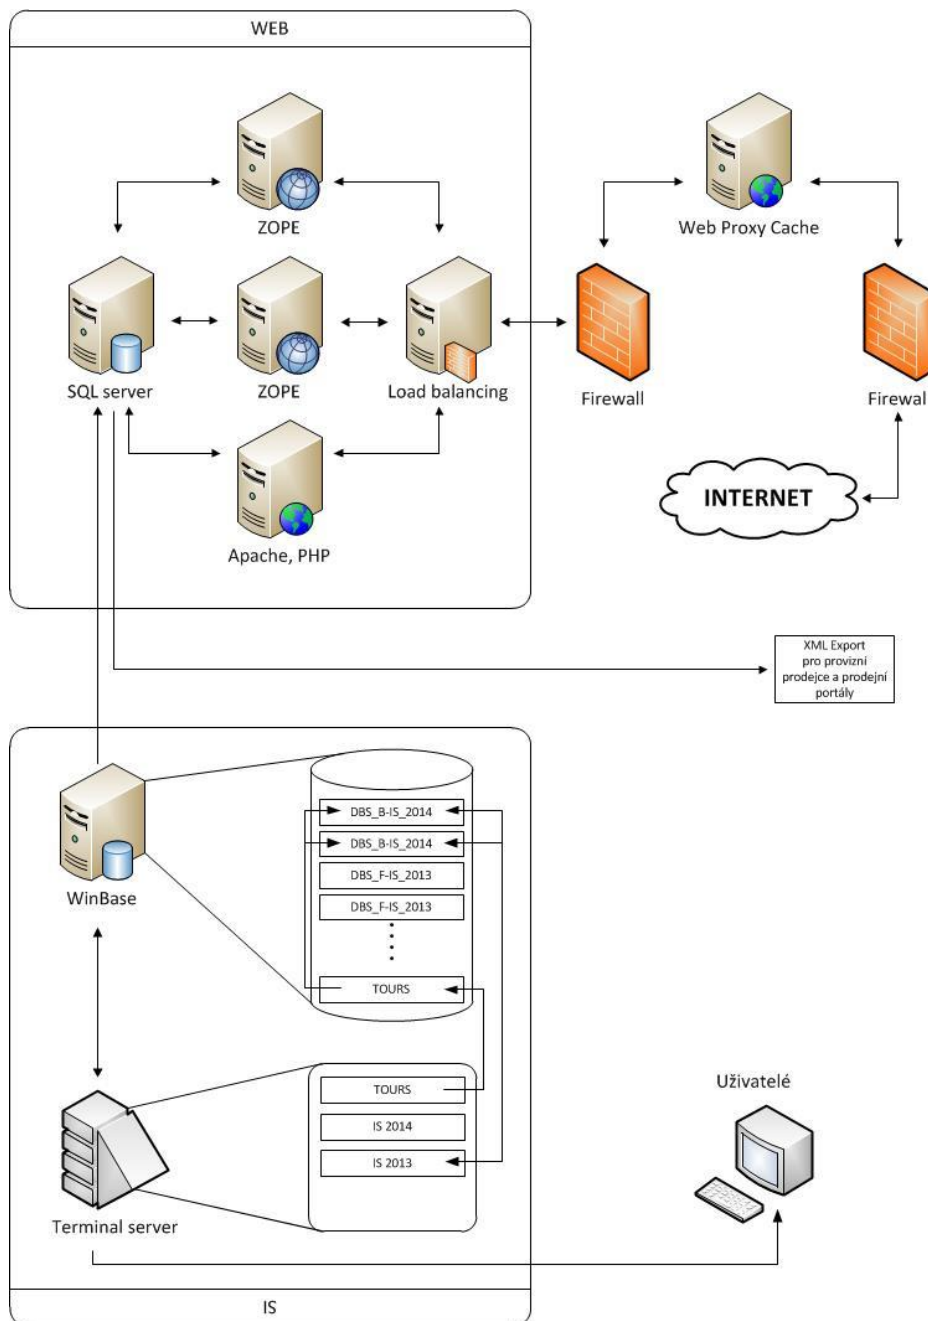 WEB
ZOPE
Web Proxy Cache
SQL server
ZOPE
Load balancing
Firewall
Firewal
Apache, PHP
INTERNET
XML Export
pro provizní
prodejce a prodejní
portály
DBS_B-IS_2014
DBS_B-IS_2014
DBS_F-IS_2013
DBS_F-IS_2013
WinBase
TOURS
TOURS
IS 2014
IS 2013
Uživatelé
Terminal server
IS